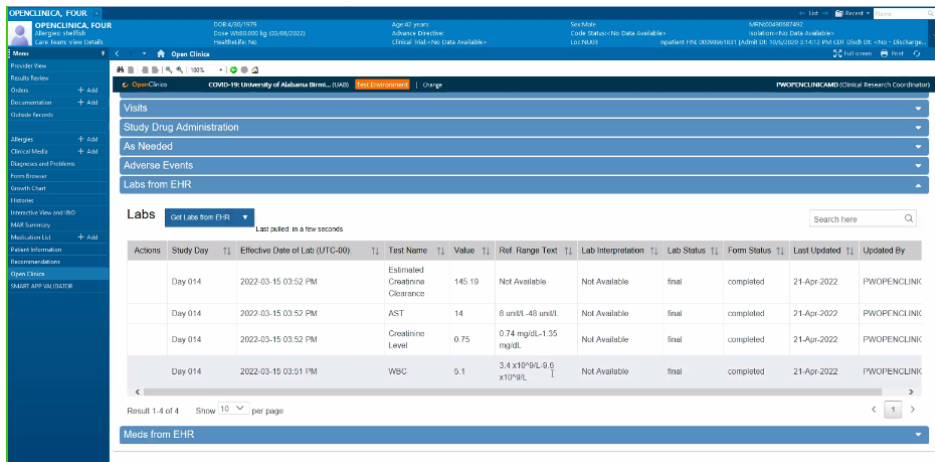 OPENCLINICA, FOUR
List
Recent
Name
OPENCLINICA, FOUR
DOB:4/30/1979
Age:42 years
Sex:Male
MRN:00490687492
Allergies: shellfish
Dose Wt:80.000 kg (03/08/2022)
Advance Directive:
Code Status:<No Data Available>
Isolation:<No Data Available>
Care Team: View Details
HealtheLife: No
Clinical Trial:<No Data Available>
Loc:NU08
Inpatient FIN: 00098961831 [Admit Dt: 10/6/2020 3:14:12 PM CDT Disch Dt: <No - Discharge...
Menu
Open Clinica
Full screen
Print
Provider View
Results Review
Orders
+ Add
Documentation
+ Add
Outside Records
Allergies
+ Add
Clinical Media
+ Add
Diagnoses and Problems
Form Browser
Growth Chart
Histories
Interactive View and I&O
MAR Summary
Medication List
+ Add
Patient Information
Recommendations
Open Clinica
SMART APP VALIDATOR
100%
OpenClinica
COVID-19: University of Alabama Birmi... (UAB)
Test Environment
| Change
PWOPENCLINICAMD (Clinical Research Coordinator)
Visits
Study Drug Administration
As Needed
Adverse Events
Labs from EHR
Labs
Get Labs from EHR
Last pulled: in a few seconds
Search here
Actions Study Day Effective Date of Lab (UTC-00): Test Name Value Ref. Range Text Lab Interpretation Lab Status Form Status Last Updated Updated By
Day 014 2022-03-15 03:52 PM Estimated Creatinine Clearance 145.19 Not Available Not Available final completed 21-Apr-2022 PWOPENCLINIC
Day 014 2022-03-15 03:52 PM AST 14 8 unit/L-48 unit/L Not Available final completed 21-Apr-2022 PWOPENCLINIC
Day 014 2022-03-15 03:52 PM Creatinine Level 0.75 0.74 mg/dL-1.35 mg/dL Not Available final completed 21-Apr-2022 PWOPENCLINIC
Day 014 2022-03-15 03:51 PM WBC 5.1 3.4 x10^9/L-9.6 x10^9/L Not Available final completed 21-Apr-2022 PWOPENCLINIC
Result 1-4 of 4 Show 10 per page
1
Meds from EHR